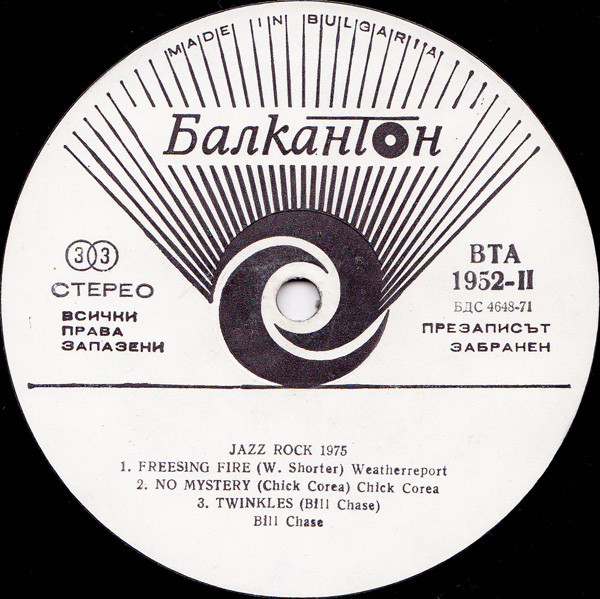 MADE IN BULGARIA
Балкантон
33
СТЕРЕО
ВСИЧКИ
ПРАВА
ЗАПАЗЕНИ
ВТА
1952-II
БДС 4648-71
ПРЕЗАПИСЪТ
ЗАБРАНЕН
JAZZ ROCK 1975
1. FREESING FIRE (W. Shorter) Weatherreport
2. NO MYSTERY (Chick Corea) Chick Corea
3. TWINKLES (Bill Chase)
Bill Chase